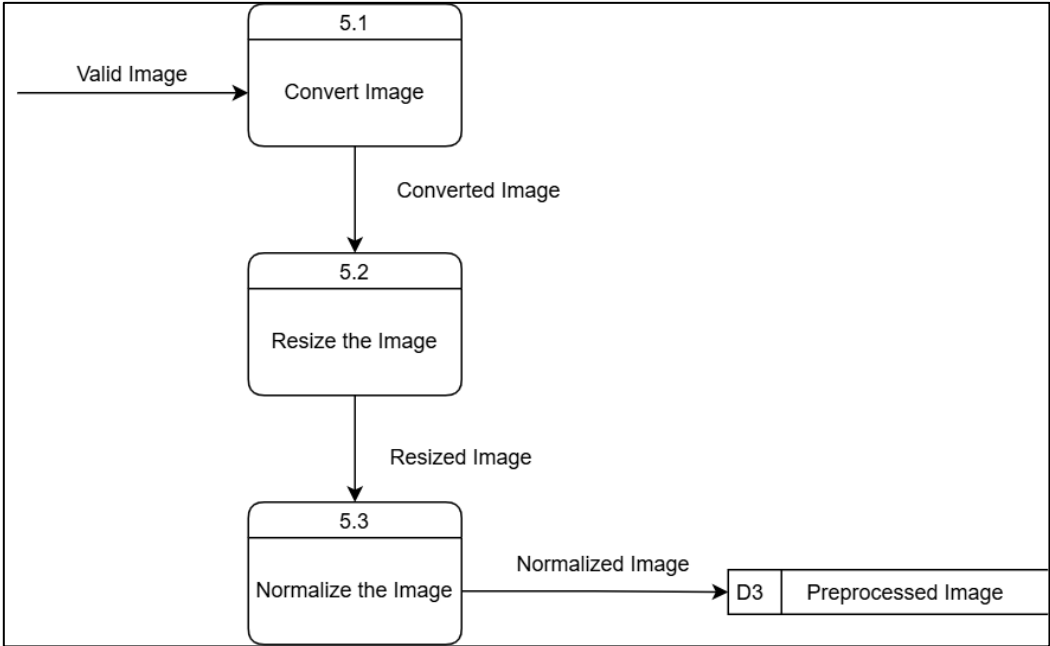 5.1
Valid Image
Convert Image
Converted Image
5.2
Resize the Image
Resized Image
5.3
Normalize the Image
Normalized Image
D3
Preprocessed Image